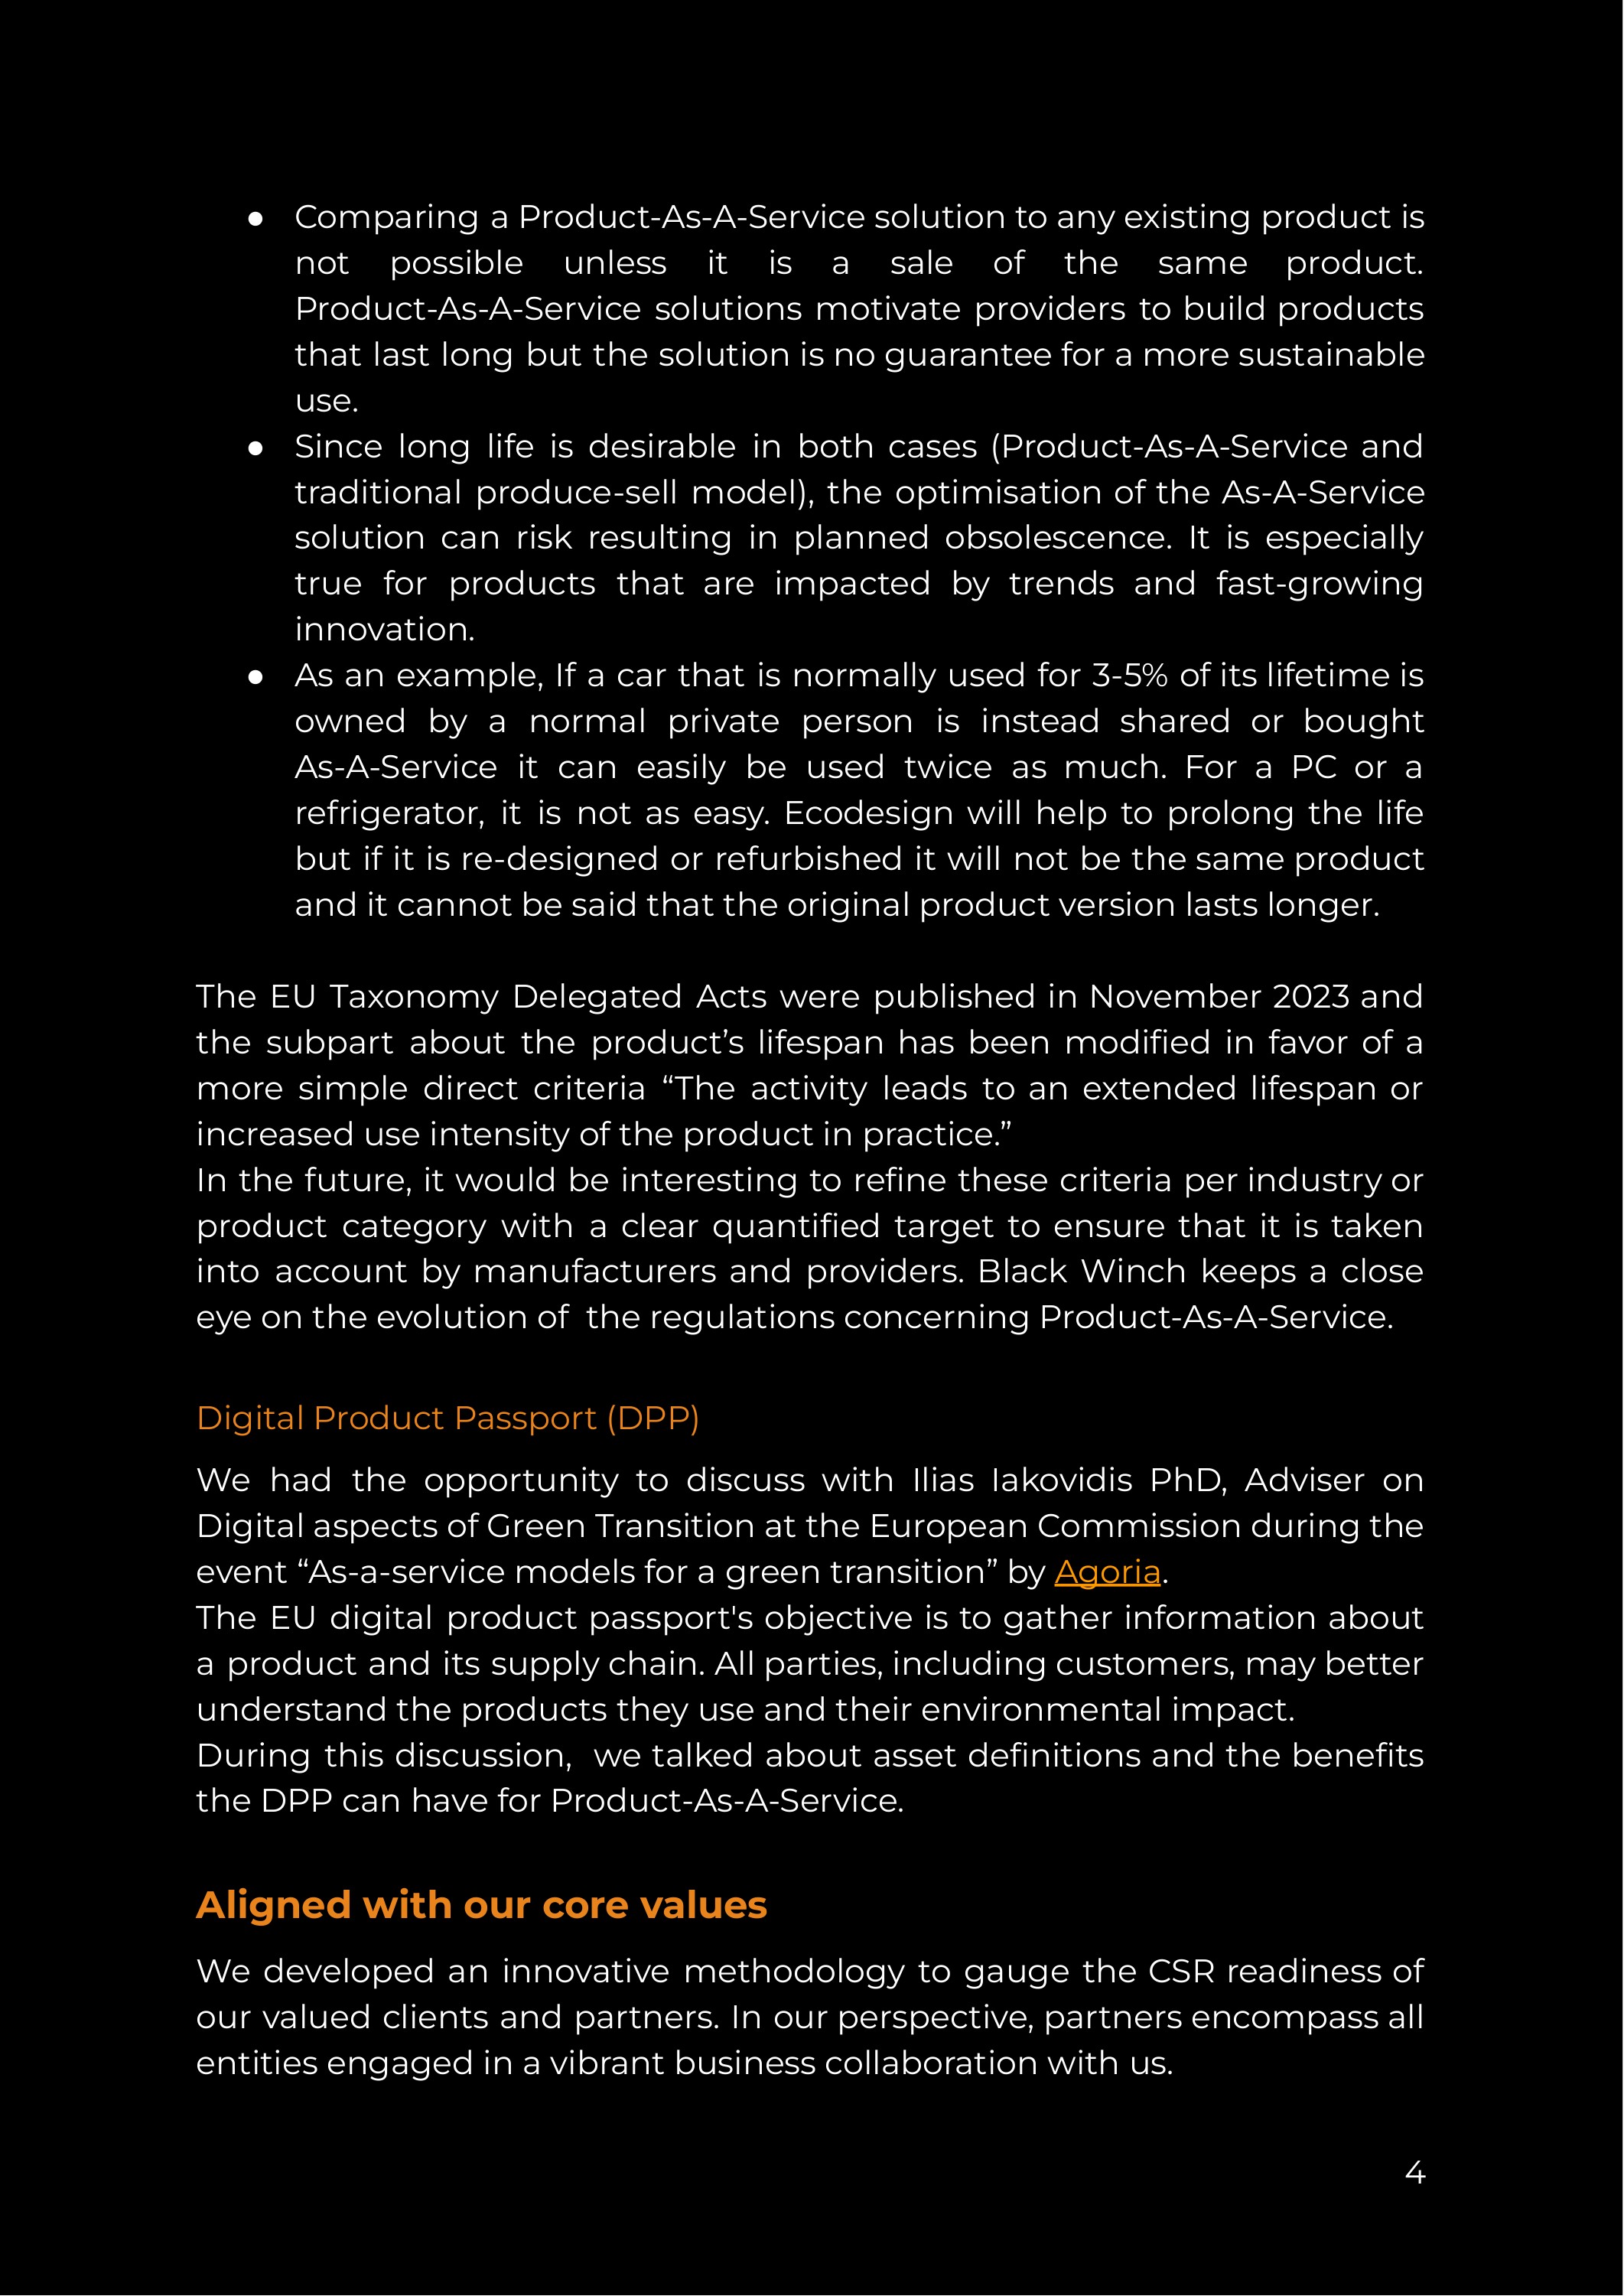 ● Comparing a Product-As-A-Service solution to any existing product is
not possible unless it is a sale of the same product.
Product-As-A-Service solutions motivate providers to build products
that last long but the solution is no guarantee for a more sustainable
use.
● Since long life is desirable in both cases (Product-As-A-Service and
traditional produce-sell model), the optimisation of the As-A-Service
solution can risk resulting in planned obsolescence. It is especially
true for products that are impacted by trends and fast-growing
innovation.
● As an example, If a car that is normally used for 3-5% of its lifetime is
owned by a normal private person is instead shared or bought
As-A-Service it can easily be used twice as much. For a PC or a
refrigerator, it is not as easy. Ecodesign will help to prolong the life
but if it is re-designed or refurbished it will not be the same product
and it cannot be said that the original product version lasts longer.
The EU Taxonomy Delegated Acts were published in November 2023 and
the subpart about the product’s lifespan has been modified in favor of a
more simple direct criteria “The activity leads to an extended lifespan or
increased use intensity of the product in practice.”
In the future, it would be interesting to refine these criteria per industry or
product category with a clear quantified target to ensure that it is taken
into account by manufacturers and providers. Black Winch keeps a close
eye on the evolution of  the regulations concerning Product-As-A-Service.
Digital Product Passport (DPP)
We had the opportunity to discuss with Ilias Iakovidis PhD, Adviser on
Digital aspects of Green Transition at the European Commission during the
event “As-a-service models for a green transition” by Agoria.
The EU digital product passport's objective is to gather information about
a product and its supply chain. All parties, including customers, may better
understand the products they use and their environmental impact.
During this discussion,  we talked about asset definitions and the benefits
the DPP can have for Product-As-A-Service.
Aligned with our core values
We developed an innovative methodology to gauge the CSR readiness of
our valued clients and partners. In our perspective, partners encompass all
entities engaged in a vibrant business collaboration with us.
4